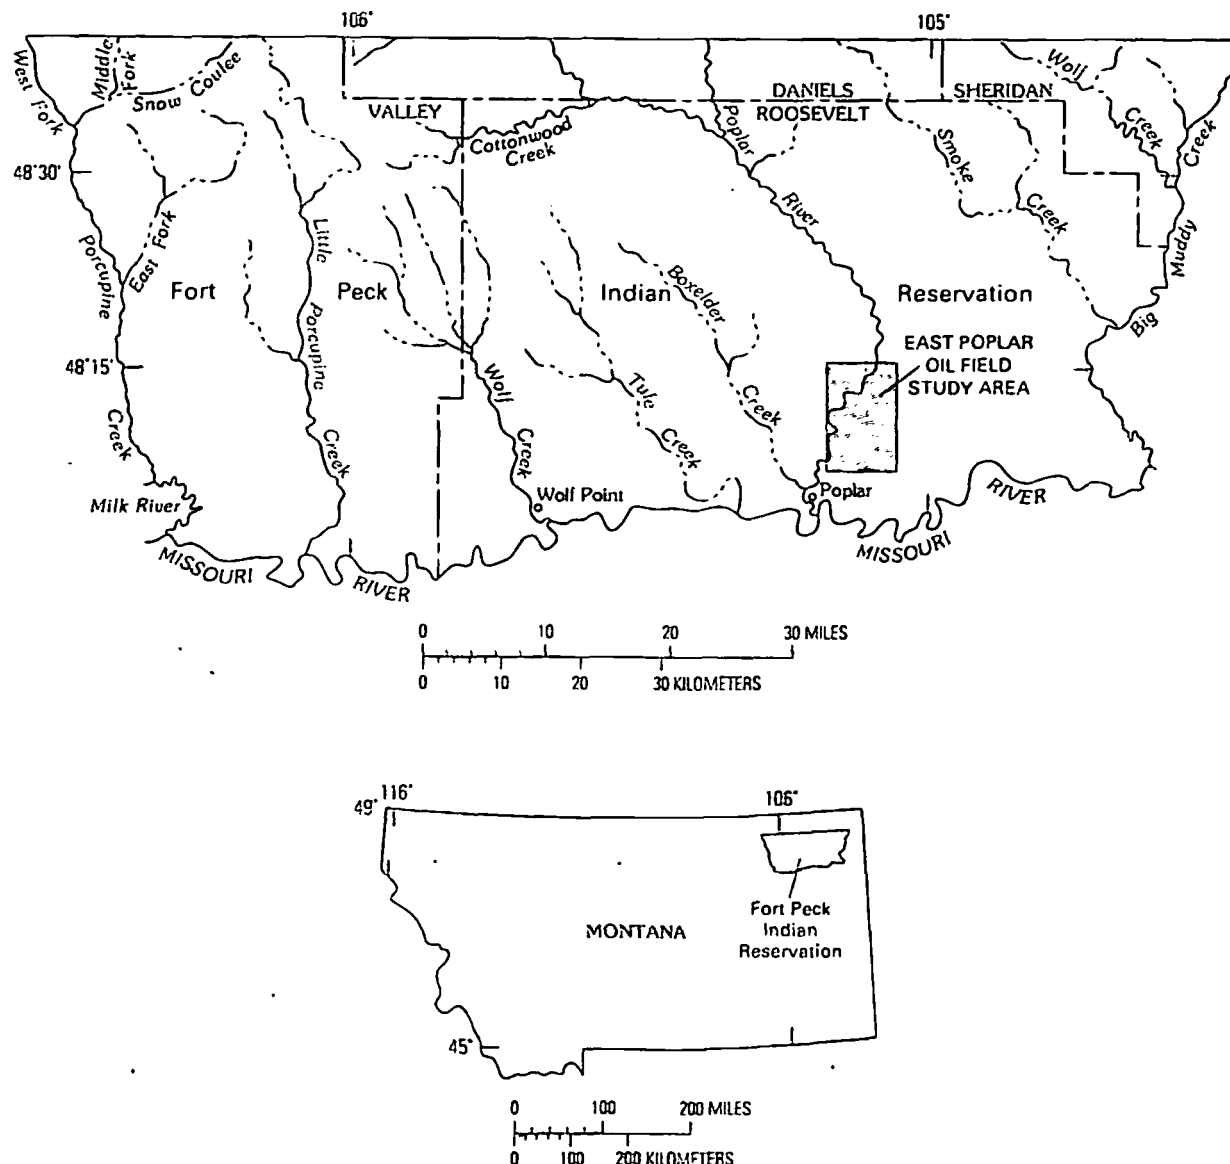 106°
105°
West Fork
Middle Fork
Snow Coulee
VALLEY
DANIELS
ROOSEVELT
SHERIDAN
Wolf
Creek
Creek
Cottonwood
Creek
Poplar
River
Smoke
Creek
48°30'
Porcupine
East Fork
Little
Porcupine
Creek
Fort
Peck
Indian
Reservation
Boxelder
Creek
Muddy
Big
EAST POPLAR
OIL FIELD
STUDY AREA
48°15'
Creek
Wolf
Creek
Tule
Creek
Milk River
Wolf Point
Poplar
MISSOURI
RIVER
MISSOURI
RIVER
0 10 20 30 MILES
0 10 20 30 KILOMETERS
49° 116°
106°
MONTANA
Fort Peck
Indian
Reservation
45°
0 100 200 MILES
0 100 200 KILOMETERS